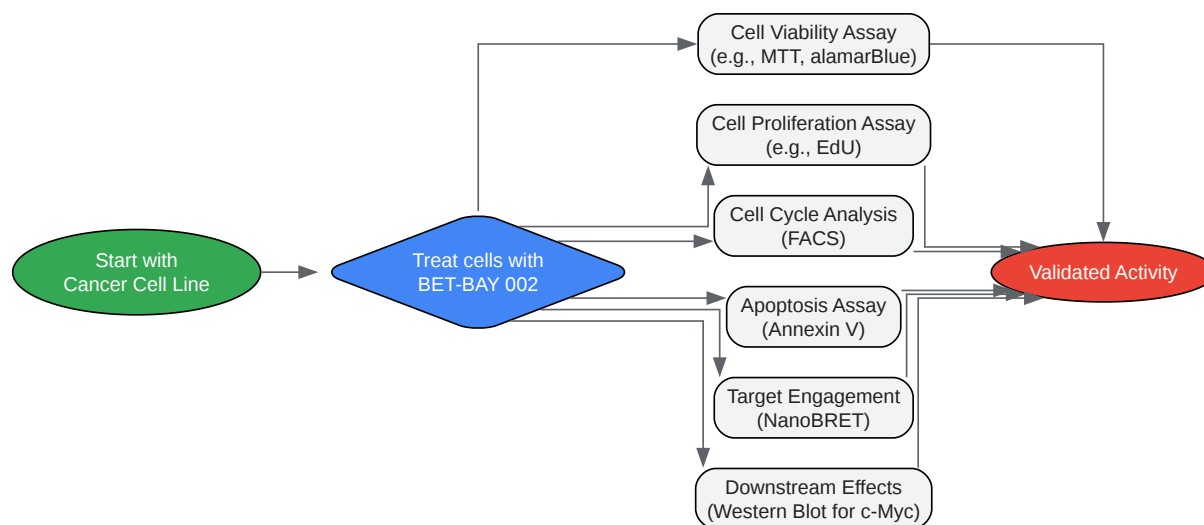 Start with
Cancer Cell Line
Treat cells with
BET-BAY 002
Cell Viability Assay
(e.g., MTT, alamarBlue)
Cell Proliferation Assay
(e.g., EdU)
Cell Cycle Analysis
(FACS)
Apoptosis Assay
(Annexin V)
Target Engagement
(NanoBRET)
Downstream Effects
(Western Blot for c-Myc)
Validated Activity